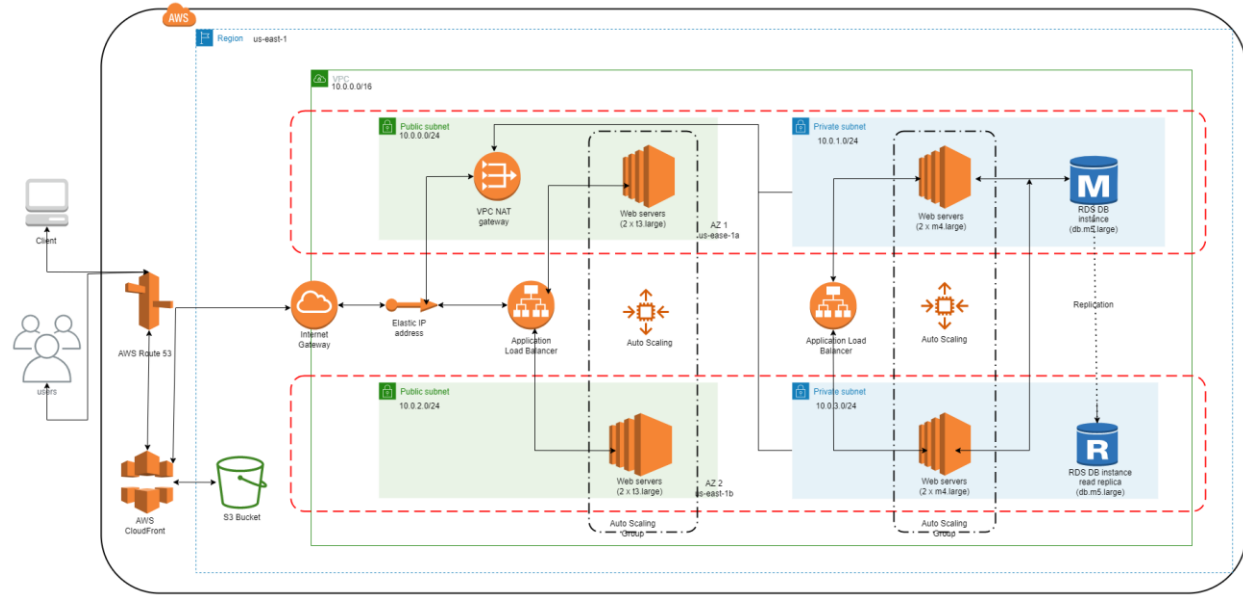 AWS
Region us-east-1
VPC
10.0.0.0/16
Public subnet
10.0.0.0/24
VPC NAT
gateway
Web servers
(2 x t3.large)
AZ 1
us-ease-1a
Private subnet
10.0.1.0/24
Web servers
(2 x m4.large)
M
RDS DB
instance
(db.m5.large)
Client
users
AWS Route 53
Internet
Gateway
Elastic IP
address
Application
Load Balancer
Auto Scaling
Application Load
Balancer
Auto Scaling
Replication
Public subnet
10.0.2.0/24
Web servers
(2 x t3.large)
AZ 2
us-east-1b
Auto Scaling
Group
Private subnet
10.0.3.0/24
Web servers
(2 x m4.large)
Auto Scaling
Group
R
RDS DB instance
read replica
(db.m5.large)
AWS
CloudFront
S3 Bucket